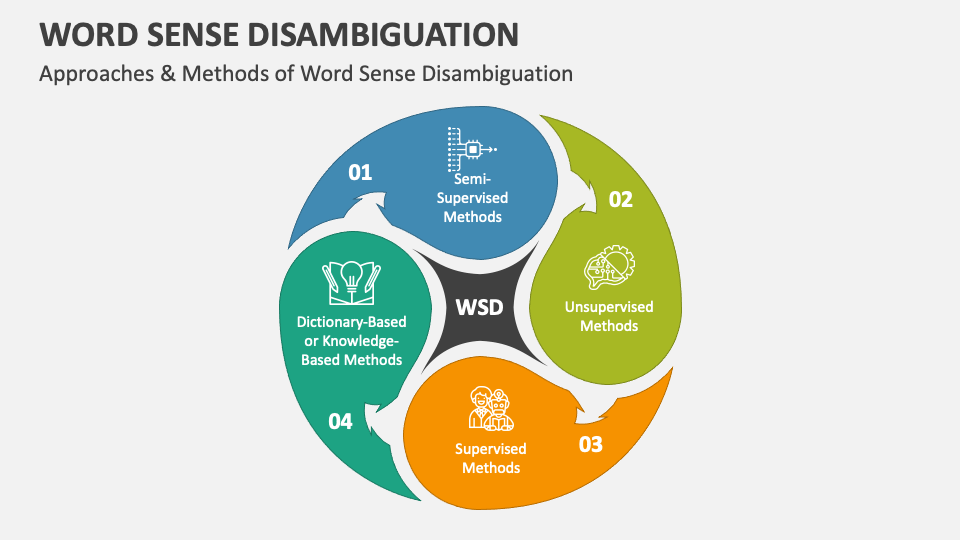 WORD SENSE DISAMBIGUATION
Approaches & Methods of Word Sense Disambiguation
01
Semi-
Supervised
Methods
02
Unsupervised
Methods
WSD
03
Supervised
Methods
04
Dictionary-Based
or Knowledge-
Based Methods